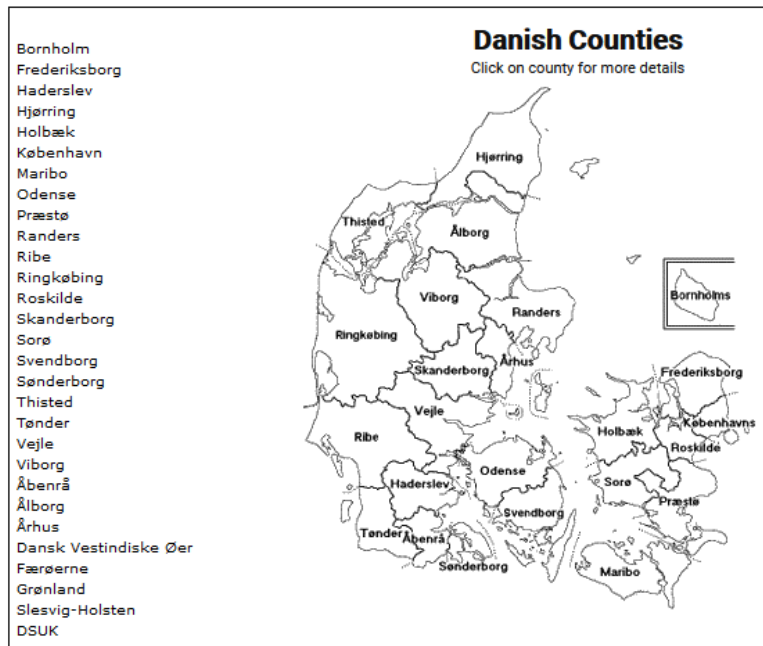 Danish Counties
Click on county for more details
Bornholm
Frederiksborg
Haderslev
Hjørring
Holbæk
København
Maribo
Odense
Præstø
Randers
Ribe
Ringkøbing
Roskilde
Skanderborg
Sorø
Svendborg
Sønderborg
Thisted
Tønder
Vejle
Viborg
Åbenrå
Ålborg
Århus
Dansk Vestindiske Øer
Færøerne
Grønland
Slesvig-Holsten
DSUK
Hjørring
Thisted
Ålborg
Viborg
Bornholms
Randers
Ringkøbing
Århus
Skanderborg
Frederiksborg
Vejle
Københavns
Holbæk
Ribe
Roskilde
Odense
Sorø
Haderslev
Præstø
Svendborg
Tønder
Åbenrå
Sønderborg
Maribo